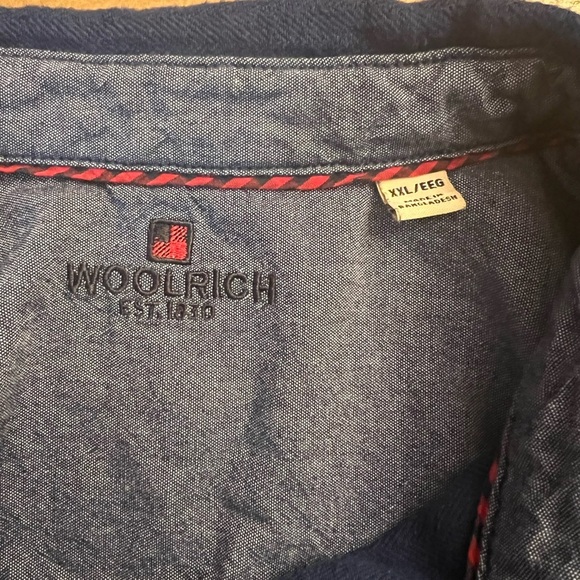 XXL/EEG
MADE IN
BANGLADESH
WOOLRICH
EST. 1830